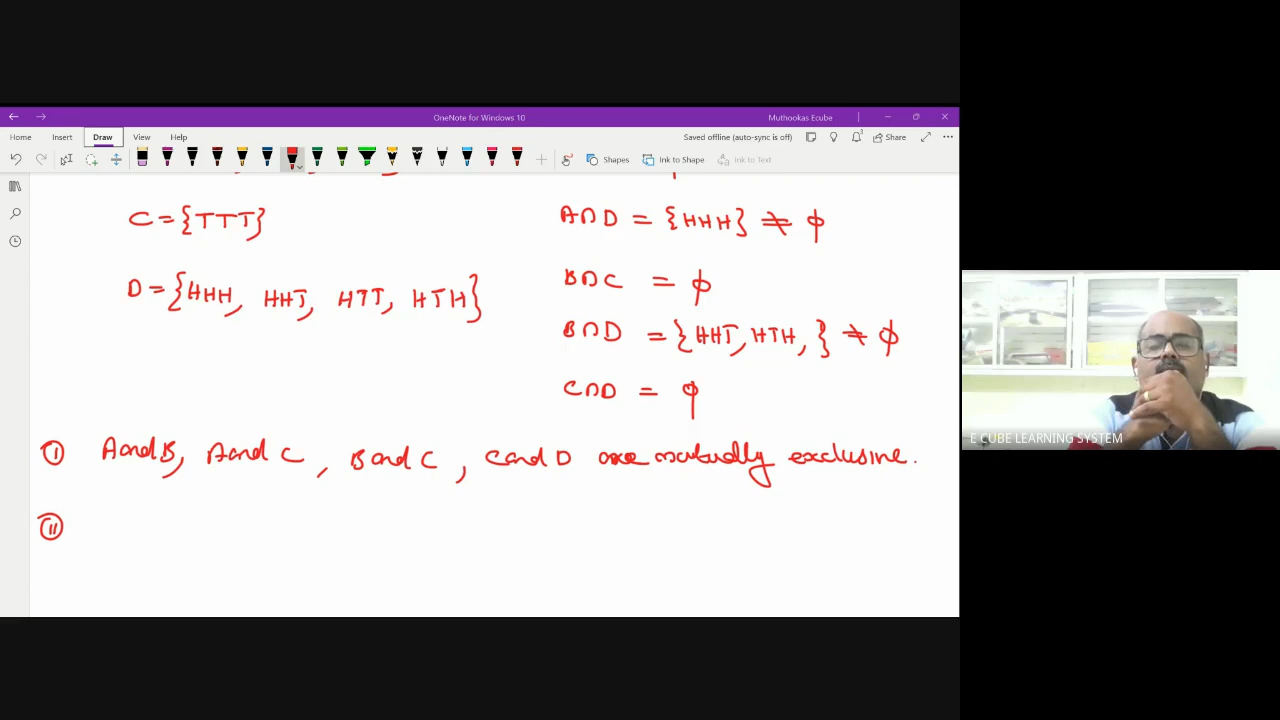 OneNote for Windows 10
Muthookas Ecube
Home Insert Draw View Help
Saved offline (auto-sync is off)
3
Share
Shapes
Ink to Shape
Ink to Text
C = {TTT}
A∩D = {HHH} ≠ ϕ
D = {HHH, HHT, HTT, HTH}
B∩C = ϕ
B∩D = {HHT, HTH, } ≠ ϕ
C∩D = ϕ
(i) A and B, A and C, B and C, C and D are mutually exclusive.
(ii)
E CUBE LEARNING SYSTEM